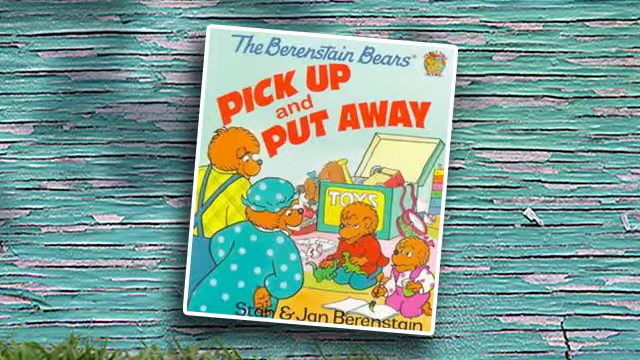 The Berenstain Bears®
PICK UP
and
PUT AWAY
TOYS
Stan & Jan Berenstain